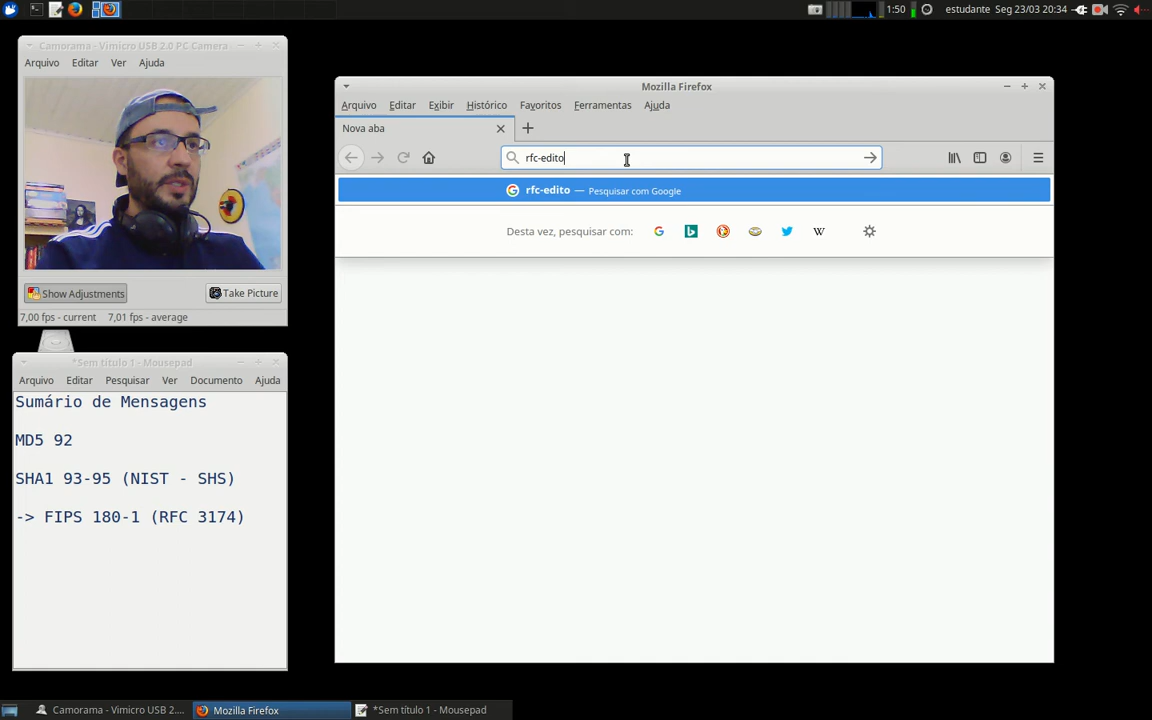 1:50 estudante Seg 23/03 20:34
Camorama - Vimicro USB 2.0 PC Camera
Arquivo Editar Ver Ajuda
Show Adjustments Take Picture
7,00 fps - current 7,01 fps - average
*Sem título 1 - Mousepad
Arquivo Editar Pesquisar Ver Documento Ajuda
Sumário de Mensagens
MD5 92
SHA1 93-95 (NIST - SHS)
-> FIPS 180-1 (RFC 3174)
Mozilla Firefox
Arquivo Editar Exibir Histórico Favoritos Ferramentas Ajuda
Nova aba
rfc-edito
rfc-edito — Pesquisar com Google
Desta vez, pesquisar com:
Camorama - Vimicro USB 2.... Mozilla Firefox *Sem título 1 - Mousepad